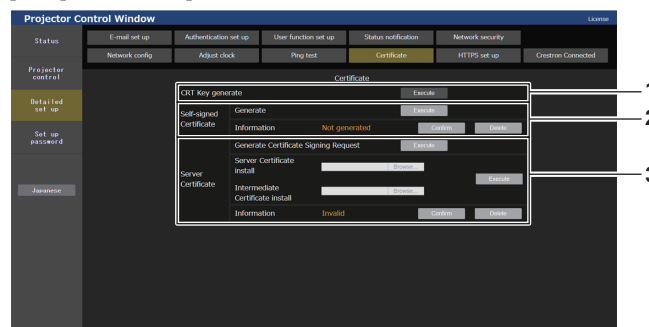 Projector Control Window
License
Status
E-mail set up
Authentication set up
User function set up
Status notification
Network security
Network config
Adjust clock
Ping test
Certificate
HTTPS set up
Crestron Connected
Projector
control
Detailed
set up
Set up
password
Japanese
Certificate
CRT Key generate
Execute
1
Self-signed
Certificate
Generate
Execute
2
Information
Not generated
Confirm
Delete
Server
Certificate
Generate Certificate Signing Request
Execute
Server Certificate
install
Browse...
Execute
3
Intermediate
Certificate install
Browse...
Information
Invalid
Confirm
Delete